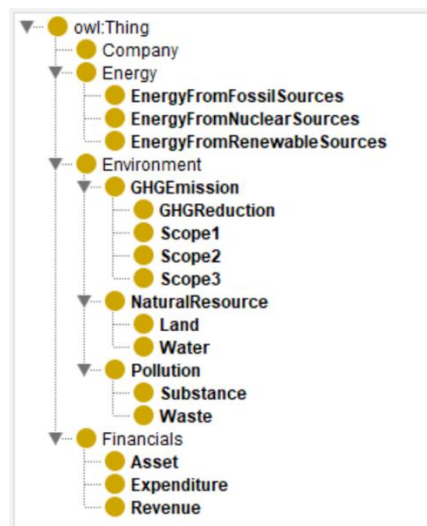 owl:Thing
Company
Energy
EnergyFromFossilSources
EnergyFromNuclearSources
EnergyFromRenewableSources
Environment
GHGEmission
GHGReduction
Scope1
Scope2
Scope3
NaturalResource
Land
Water
Pollution
Substance
Waste
Financials
Asset
Expenditure
Revenue